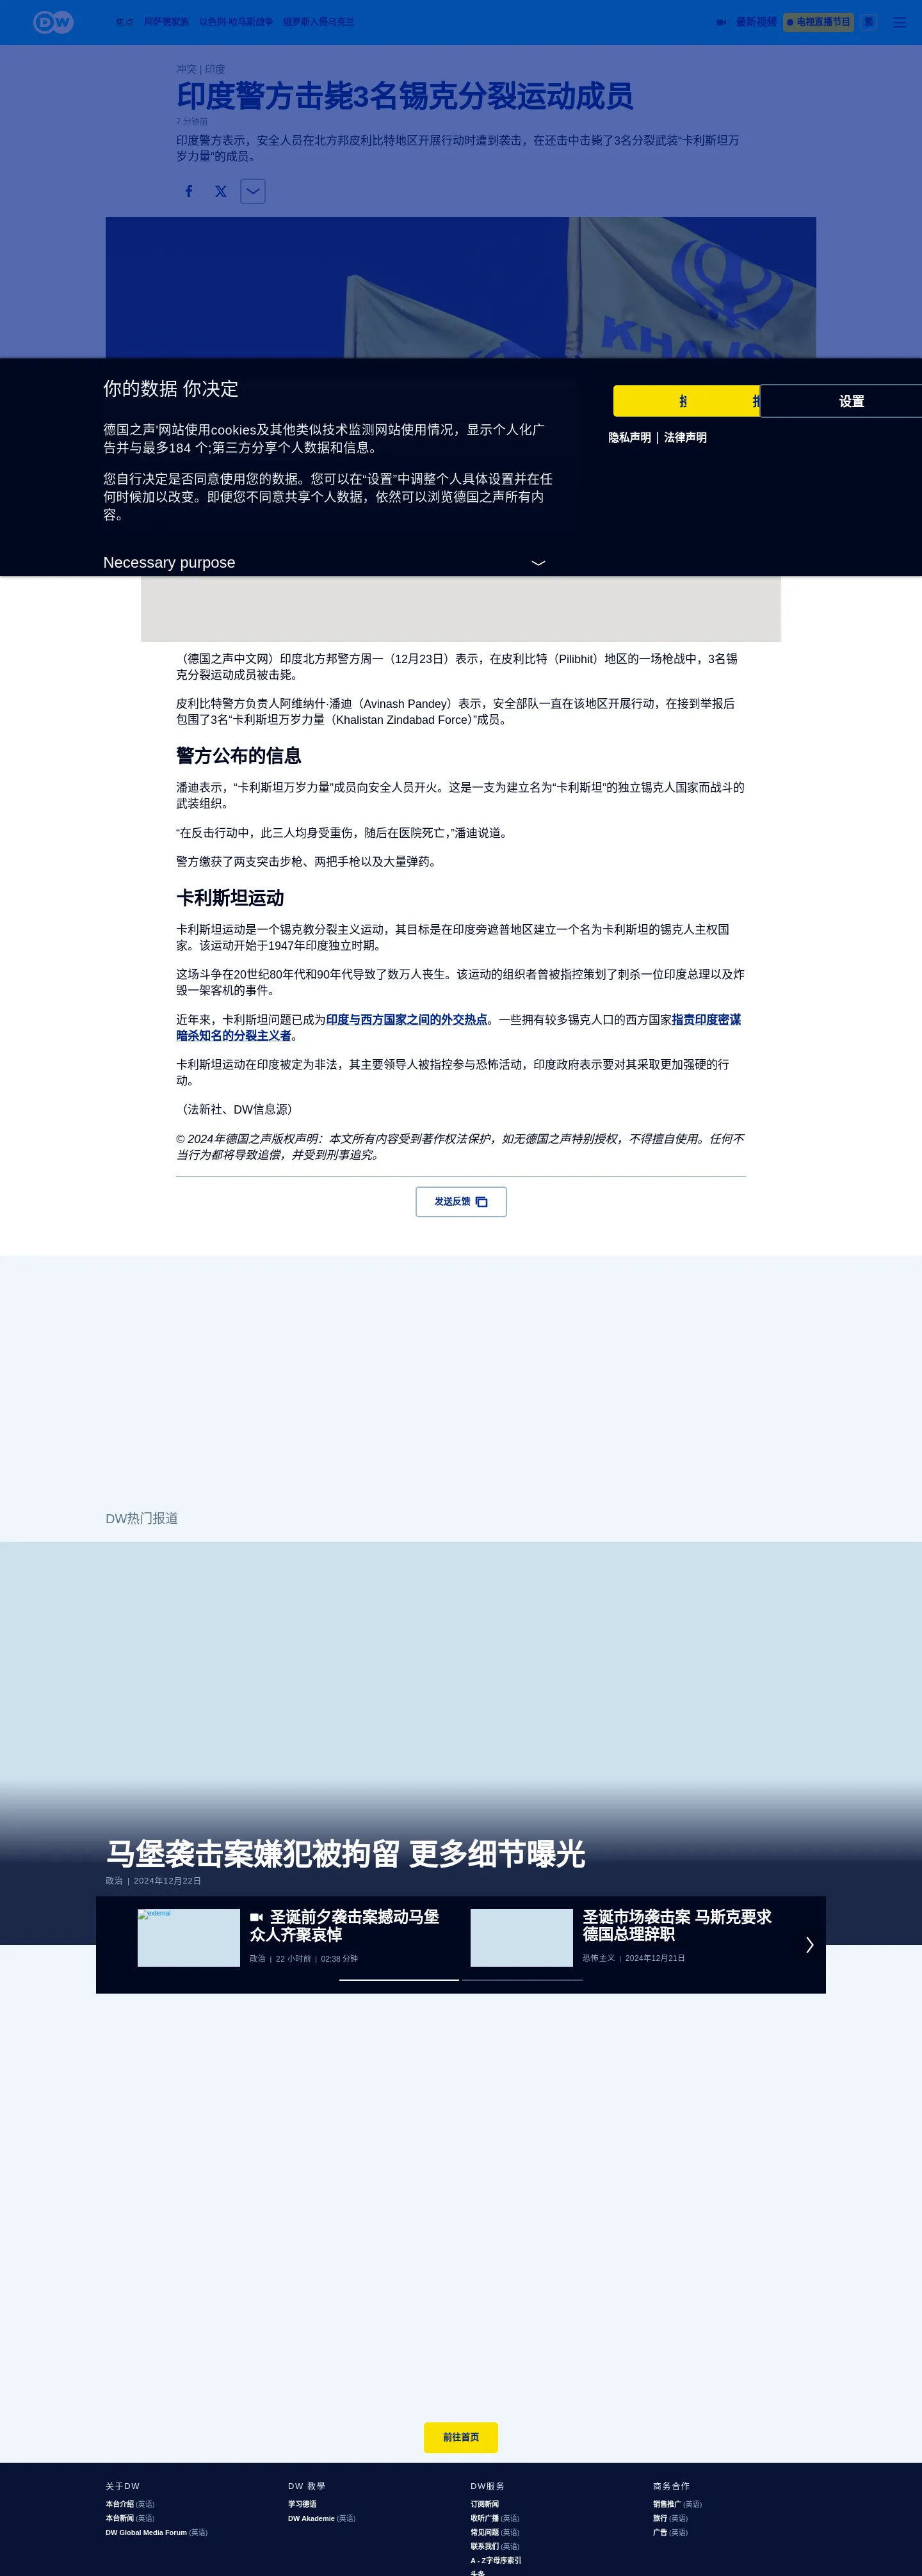 DW
焦点 阿萨德家族 以色列-哈马斯战争 俄罗斯入侵乌克兰 最新视频 电视直播节目 繁
冲突 | 印度
印度警方击毙3名锡克分裂运动成员
7 分钟前
印度警方表示，安全人员在北方邦皮利比特地区开展行动时遭到袭击，在还击中击毙了3名分裂武装“卡利斯坦万
岁力量”的成员。
你的数据 你决定
设置
德国之声'网站使用cookies及其他类似技术监测网站使用情况，显示个人化广
告并与最多184 个;第三方分享个人数据和信息。
隐私声明 | 法律声明
您自行决定是否同意使用您的数据。您可以在“设置”中调整个人具体设置并在任
何时候加以改变。即便您不同意共享个人数据，依然可以浏览德国之声所有内
容。
Necessary purpose
（德国之声中文网）印度北方邦警方周一（12月23日）表示，在皮利比特（Pilibhit）地区的一场枪战中，3名锡
克分裂运动成员被击毙。
皮利比特警方负责人阿维纳什·潘迪（Avinash Pandey）表示，安全部队一直在该地区开展行动，在接到举报后
包围了3名“卡利斯坦万岁力量（Khalistan Zindabad Force）”成员。
警方公布的信息
潘迪表示，“卡利斯坦万岁力量”成员向安全人员开火。这是一支为建立名为“卡利斯坦”的独立锡克人国家而战斗的
武装组织。
“在反击行动中，此三人均身受重伤，随后在医院死亡，”潘迪说道。
警方缴获了两支突击步枪、两把手枪以及大量弹药。
卡利斯坦运动
卡利斯坦运动是一个锡克教分裂主义运动，其目标是在印度旁遮普地区建立一个名为卡利斯坦的锡克人主权国
家。该运动开始于1947年印度独立时期。
这场斗争在20世纪80年代和90年代导致了数万人丧生。该运动的组织者曾被指控策划了刺杀一位印度总理以及炸
毁一架客机的事件。
近年来，卡利斯坦问题已成为印度与西方国家之间的外交热点。一些拥有较多锡克人口的西方国家指责印度密谋
暗杀知名的分裂主义者。
卡利斯坦运动在印度被定为非法，其主要领导人被指控参与恐怖活动，印度政府表示要对其采取更加强硬的行
动。
（法新社、DW信息源）
© 2024年德国之声版权声明：本文所有内容受到著作权法保护，如无德国之声特别授权，不得擅自使用。任何不
当行为都将导致追偿，并受到刑事追究。
发送反馈
DW热门报道
马堡袭击案嫌犯被拘留 更多细节曝光
政治 | 2024年12月22日
external
圣诞前夕袭击案撼动马堡
众人齐聚哀悼
政治 | 22 小时前 | 02:38 分钟
圣诞市场袭击案 马斯克要求
德国总理辞职
恐怖主义 | 2024年12月21日
前往首页
关于DW
本台介绍 (英语)
本台新闻 (英语)
DW Global Media Forum (英语)
DW 教學
学习德语
DW Akademie (英语)
DW服务
订阅新闻
收听广播 (英语)
常见问题 (英语)
联系我们 (英语)
A - Z字母序索引
头条
商务合作
销售推广 (英语)
旅行 (英语)
广告 (英语)